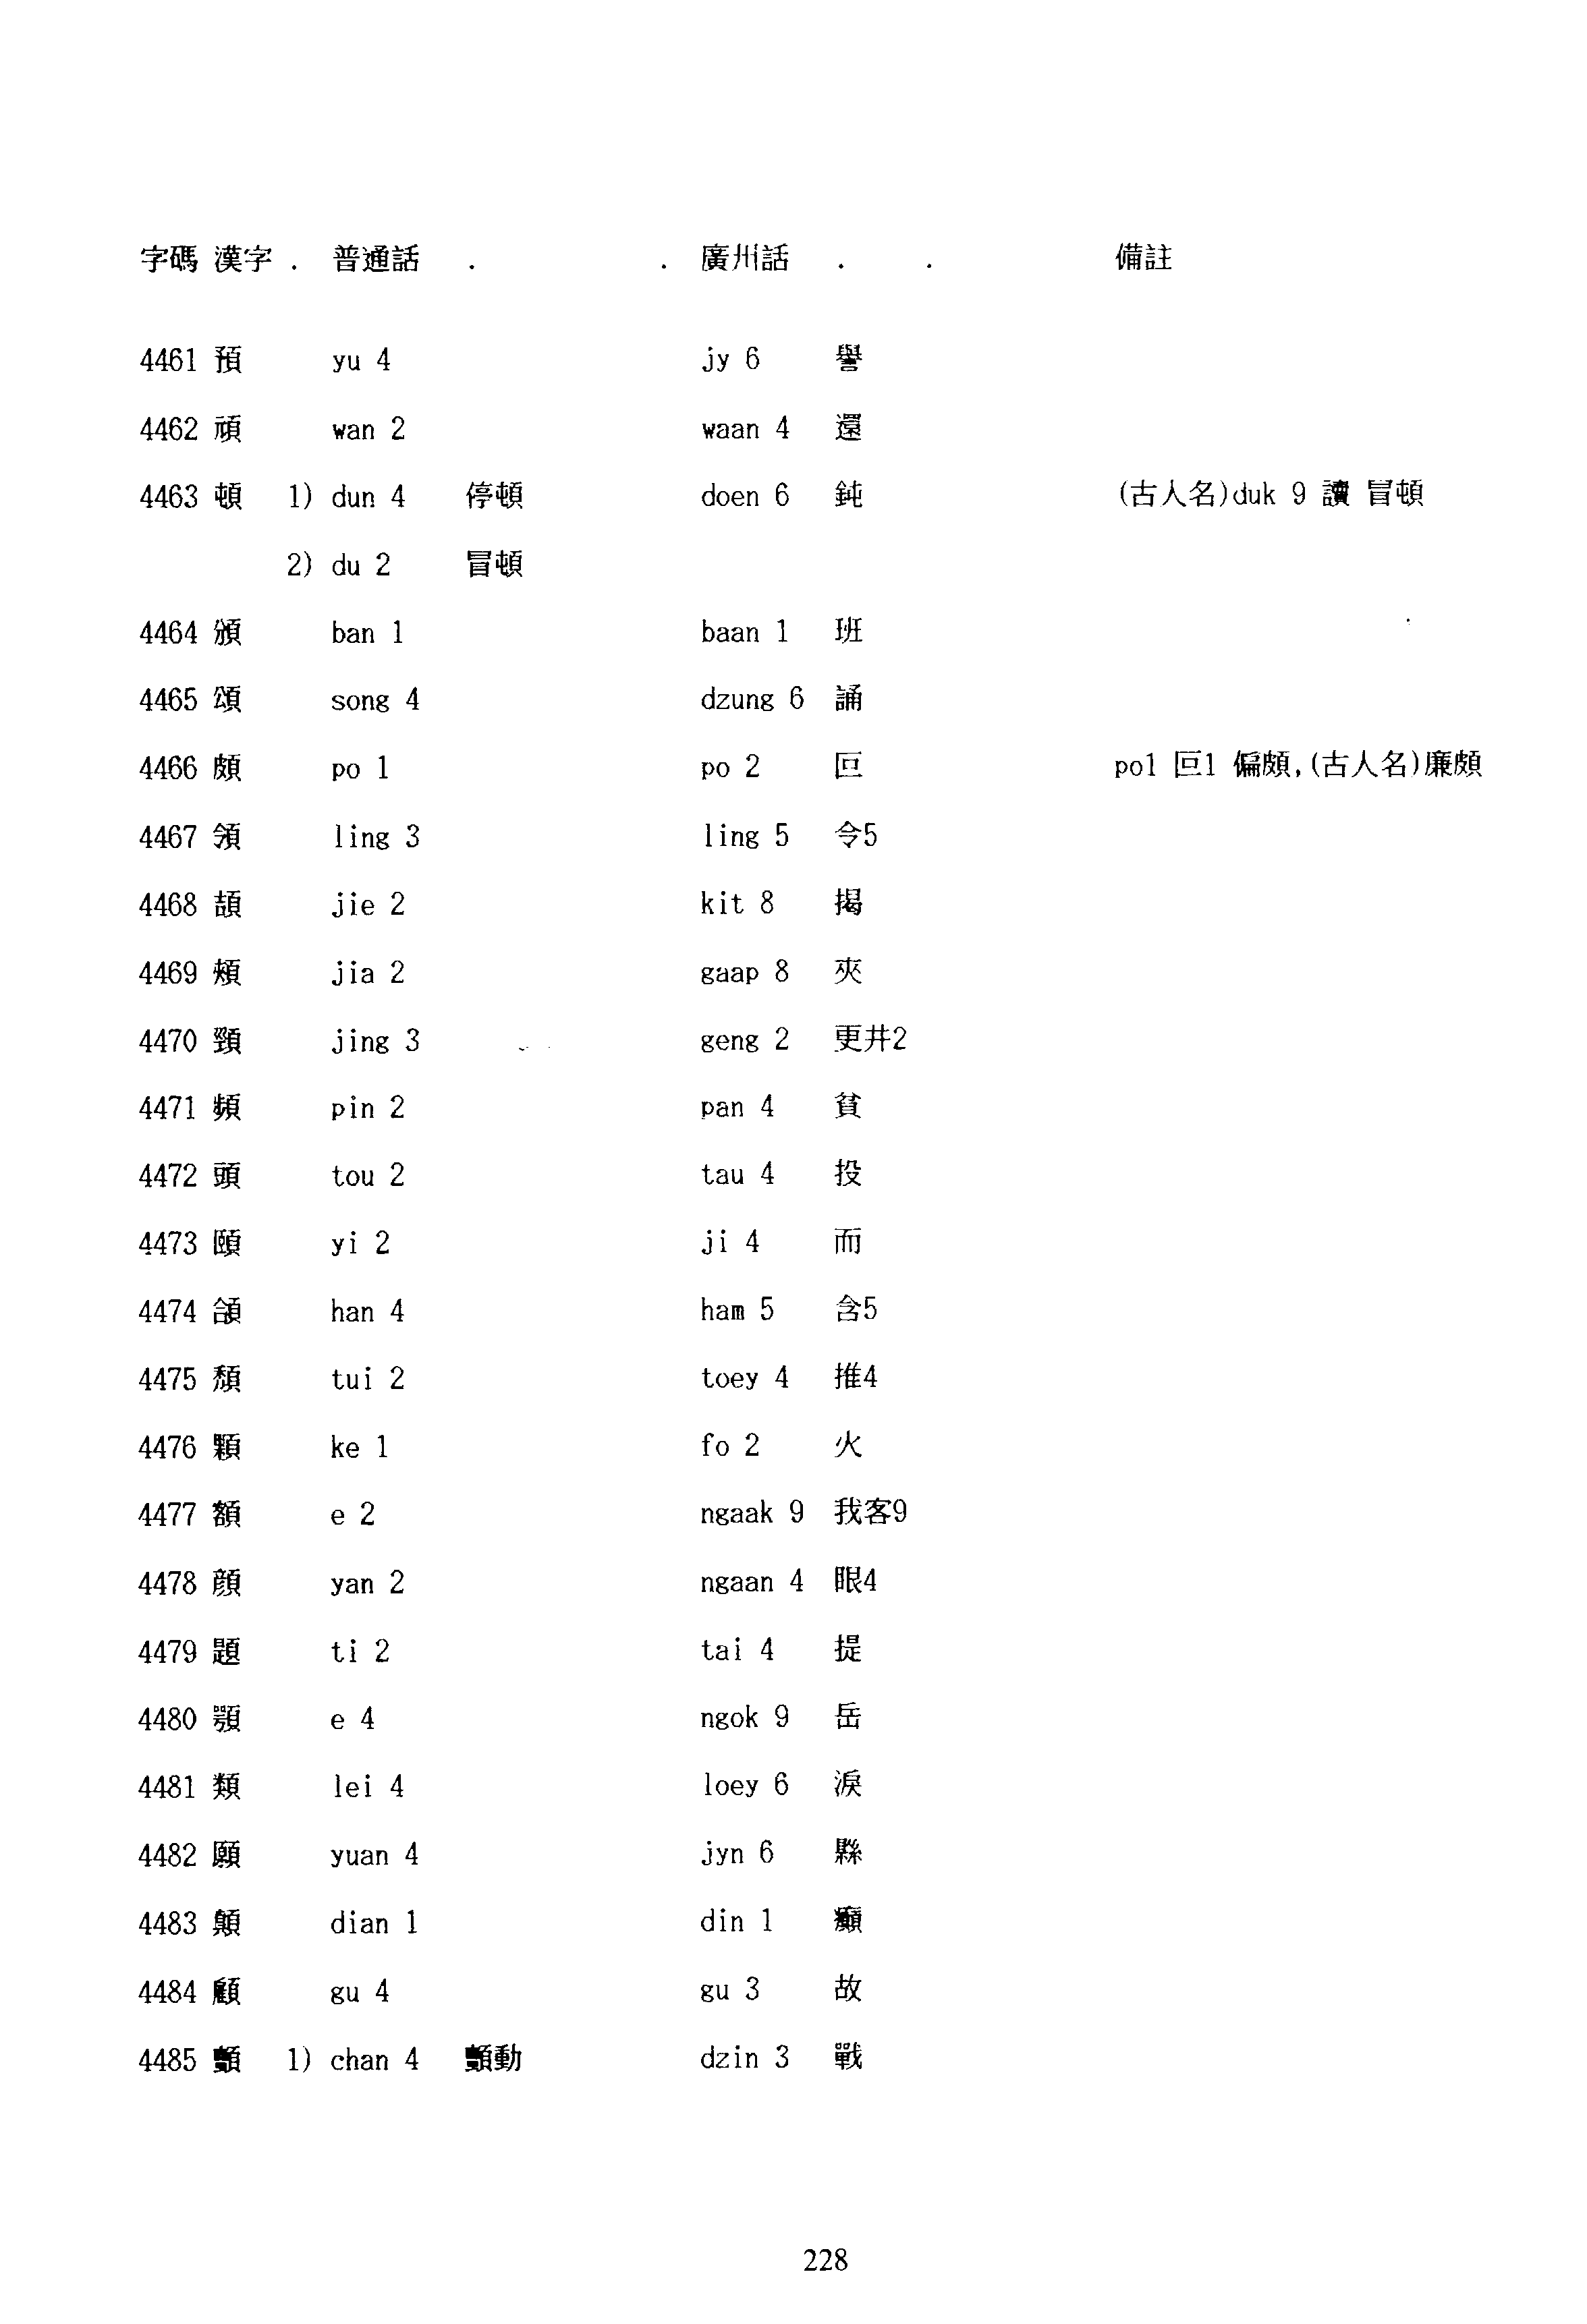 字碼 漢字 . 普通話 . . 廣州話 . . 備註
4461 預 yu 4 jy 6 譽
4462 頑 wan 2 waan 4 還
4463 頓 1) dun 4 停頓 doen 6 鈍 (古人名)duk 9 讀 冒頓
2) du 2 冒頓
4464 頒 ban 1 baan 1 班
4465 頌 song 4 dzung 6 誦
4466 頗 po 1 po 2 叵 po1 叵1 偏頗,(古人名)廉頗
4467 領 ling 3 ling 5 令5
4468 頡 jie 2 kit 8 揭
4469 頰 jia 2 gaap 8 夾
4470 頸 jing 3 geng 2 更井2
4471 頻 pin 2 pan 4 貧
4472 頭 tou 2 tau 4 投
4473 頤 yi 2 ji 4 而
4474 頷 han 4 ham 5 含5
4475 頹 tui 2 toey 4 推4
4476 顆 ke 1 fo 2 火
4477 額 e 2 ngaak 9 我客9
4478 顔 yan 2 ngaan 4 眼4
4479 題 ti 2 tai 4 提
4480 顎 e 4 ngok 9 岳
4481 類 lei 4 loey 6 淚
4482 願 yuan 4 jyn 6 縣
4483 顛 dian 1 din 1 癲
4484 顧 gu 4 gu 3 故
4485 顫 1) chan 4 顫動 dzin 3 戰
228